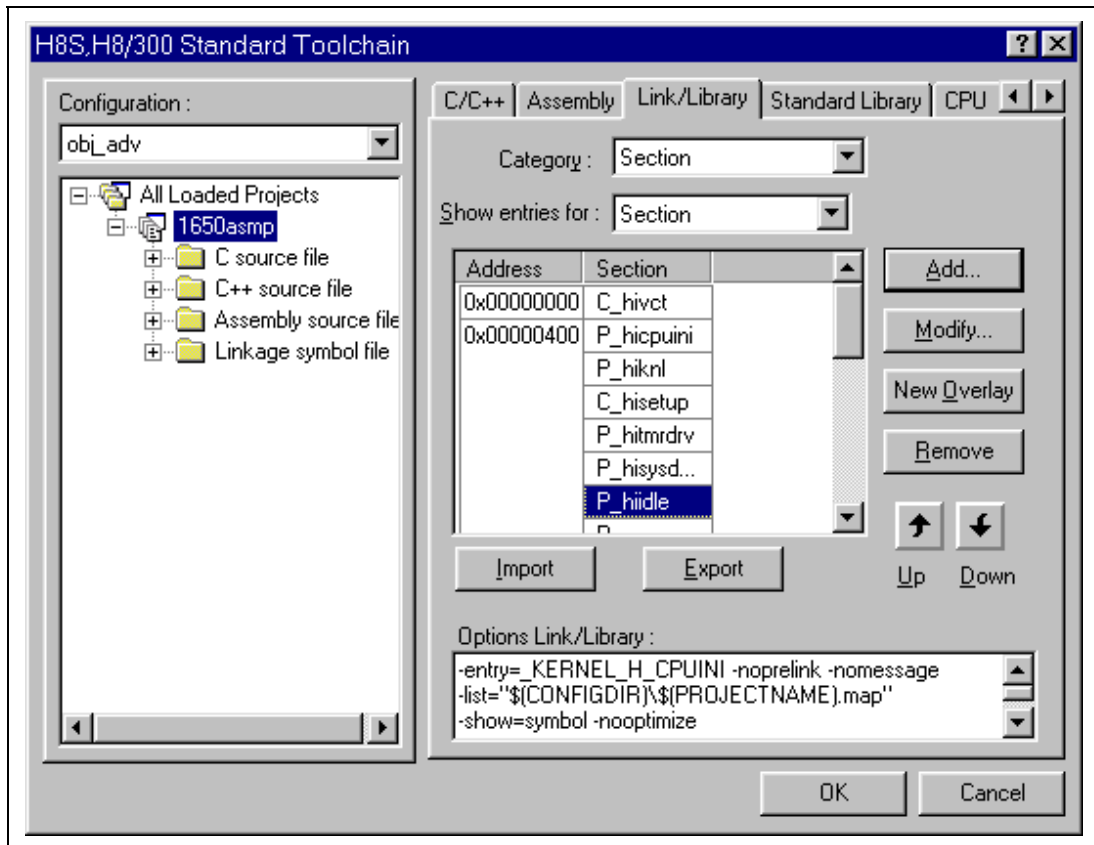 H8S,H8/300 Standard Toolchain
Configuration :
obj_adv
All Loaded Projects
1650asmp
C source file
C++ source file
Assembly source file
Linkage symbol file
C/C++ Assembly Link/Library Standard Library CPU
Category : Section
Show entries for : Section
Address Section
0x00000000 C_hivct
0x00000400 P_hicpuini
P_hiknl
C_hisetup
P_hitmrdrv
P_hisysd...
P_hiidle
Add...
Modify...
New Overlay
Remove
Up Down
Import Export
Options Link/Library :
-entry=_KERNEL_H_CPUINI -noprelink -nomessage
-list="$(CONFIGDIR)\$(PROJECTNAME).map"
-show=symbol -nooptimize
OK Cancel